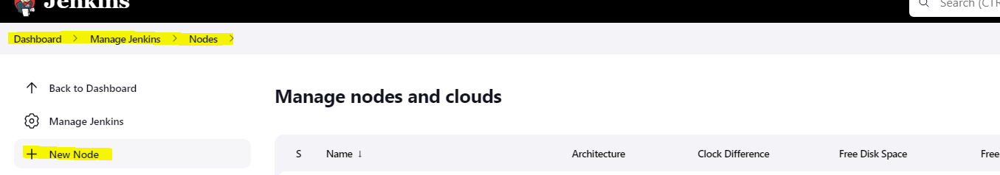 Jenkins
Search (CTR
Dashboard > Manage Jenkins > Nodes >
Back to Dashboard
Manage Jenkins
New Node
Manage nodes and clouds
S Name ↓ Architecture Clock Difference Free Disk Space Free